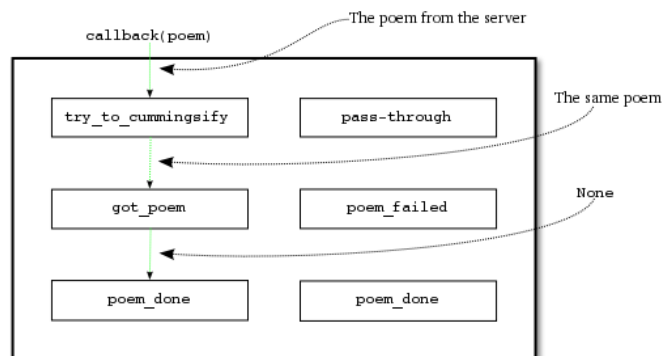 The poem from the server
callback(poem)
The same poem
try_to_cummingsify
pass-through
None
got_poem
poem_failed
poem_done
poem_done